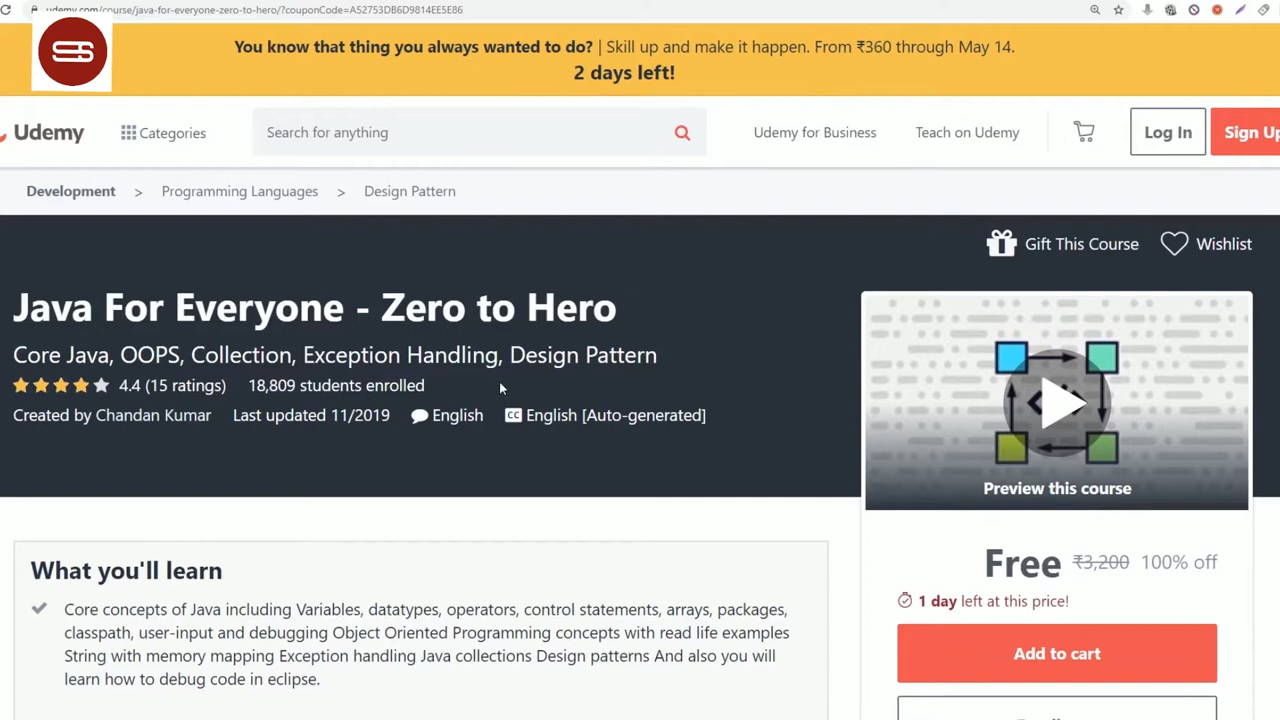 udemy.com/course/java-for-everyone-zero-to-hero/?couponCode=A52753DB6D9814EE5E86
You know that thing you always wanted to do? | Skill up and make it happen. From ₹360 through May 14.
2 days left!
Udemy Categories Search for anything Udemy for Business Teach on Udemy Log In Sign Up
Development > Programming Languages > Design Pattern
Gift This Course Wishlist
Java For Everyone - Zero to Hero
Core Java, OOPS, Collection, Exception Handling, Design Pattern
4.4 (15 ratings) 18,809 students enrolled
Created by Chandan Kumar Last updated 11/2019 English CC English [Auto-generated]
Preview this course
Free ₹3,200 100% off
1 day left at this price!
Add to cart
What you'll learn
Core concepts of Java including Variables, datatypes, operators, control statements, arrays, packages,
classpath, user-input and debugging Object Oriented Programming concepts with read life examples
String with memory mapping Exception handling Java collections Design patterns And also you will
learn how to debug code in eclipse.